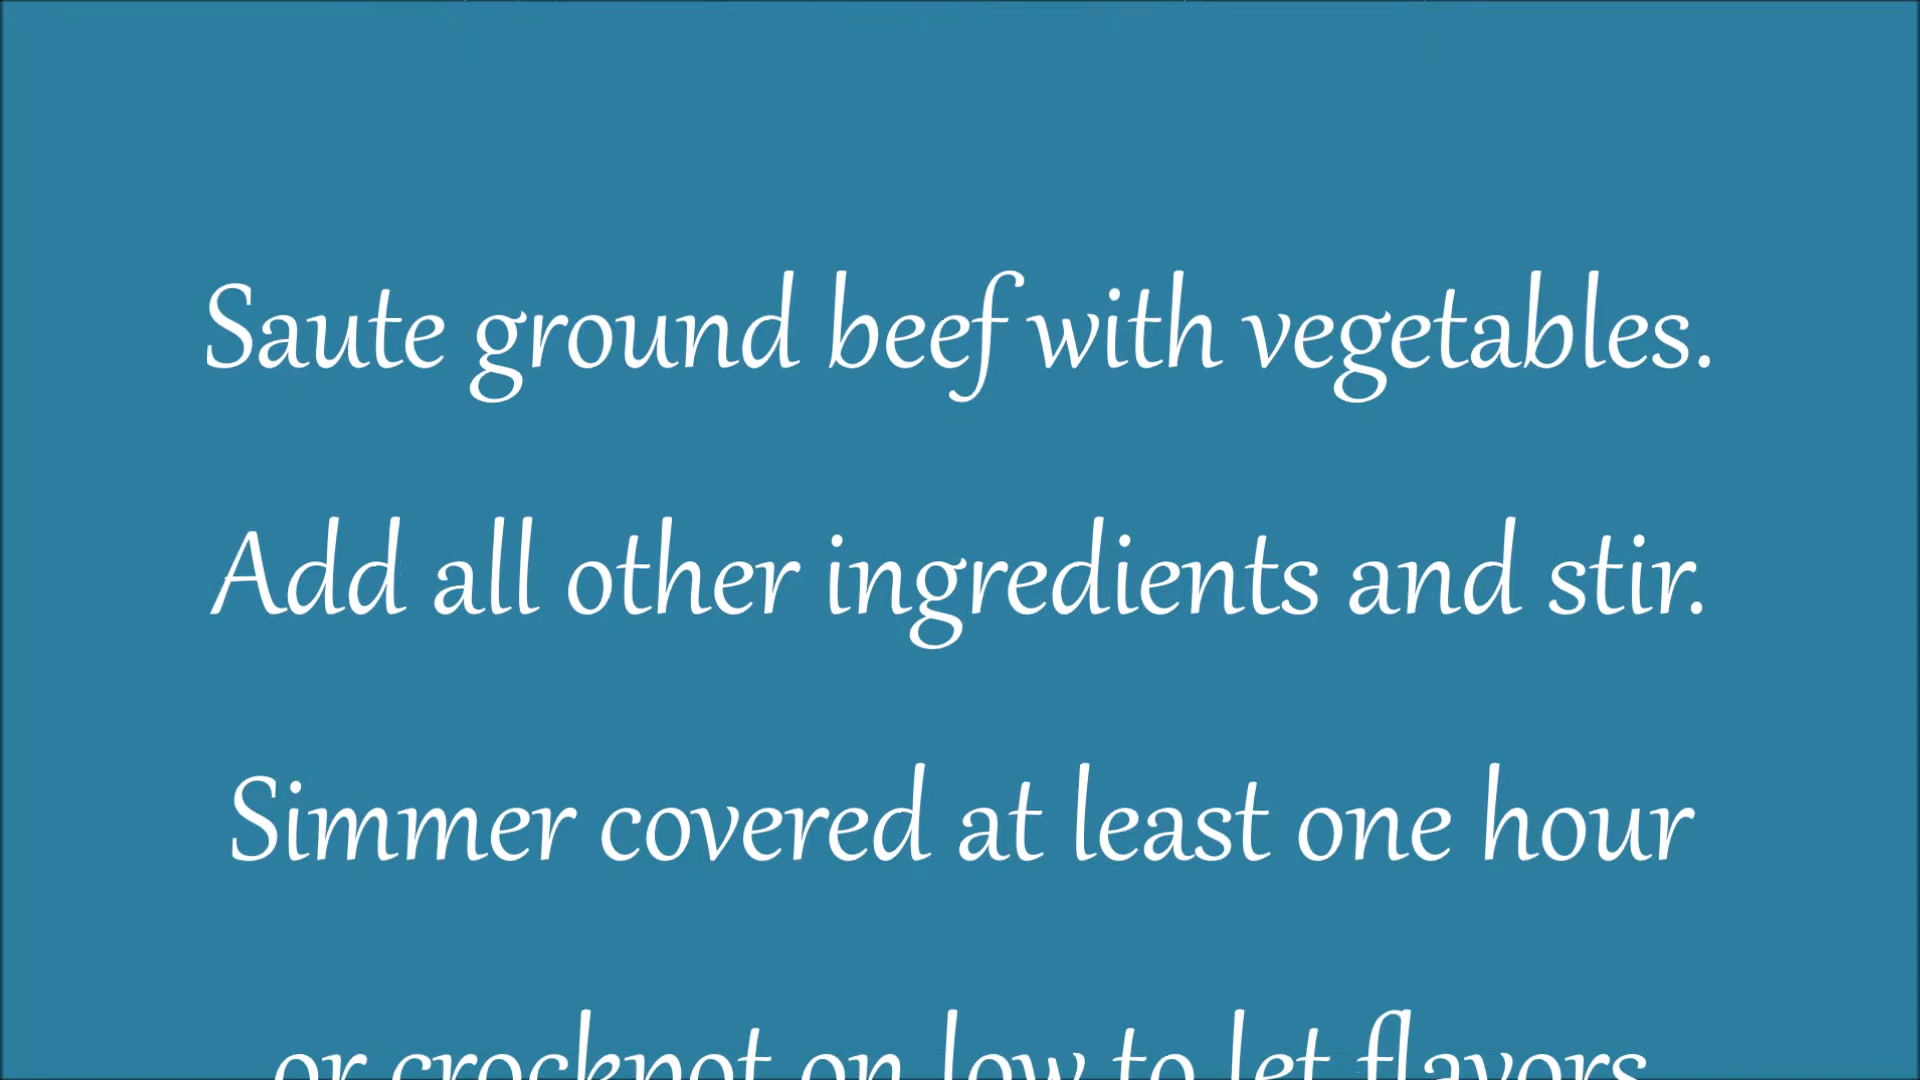 Saute ground beef with vegetables.
Add all other ingredients and stir.
Simmer covered at least one hour
or crockpot on low to let flavors